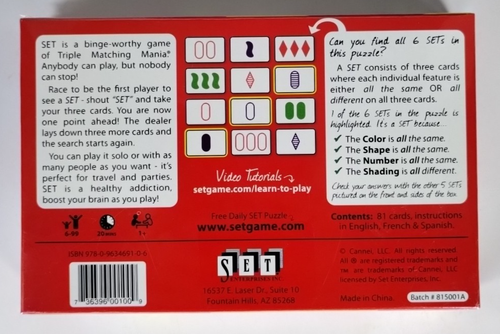 SET is a binge-worthy game
of Triple Matching Mania®
Anybody can play, but nobody
can stop!
Race to be the first player to
see a SET - shout "SET" and take
your three cards. You are now
one point ahead! The dealer
lays down three more cards and
the search starts again.
You can play it solo or with as
many people as you want - it's
perfect for travel and parties.
SET is a healthy addiction,
boost your brain as you play!
Can you find all 6 SETs in
this puzzle?
A SET consists of three cards
where each individual feature is
either all the same OR all
different on all three cards.
1 of the 6 SETs in the puzzle is
highlighted. It's a SET because...
✔ The Color is all the same.
✔ The Shape is all the same.
✔ The Number is all the same.
✔ The Shading is all different.
Check your answers with the other 5 SETs
pictured on the front and sides of the box.
Video Tutorials
setgame.com/learn-to-play
6-99
20min
1+
Free Daily SET Puzzle
www.setgame.com
Contents: 81 cards, instructions
in English, French & Spanish.
ISBN 978-0-9634691-0-6
7 36396 00100 9
SET
ENTERPRISES INC.
16537 E. Laser Dr., Suite 10
Fountain Hills, AZ 85268
© Cannei, LLC. All rights reserved.
All ® are registered trademarks and
™ are trademarks of Cannei, LLC
licensed by Set Enterprises, Inc.
Made in China.
Batch # 815001A